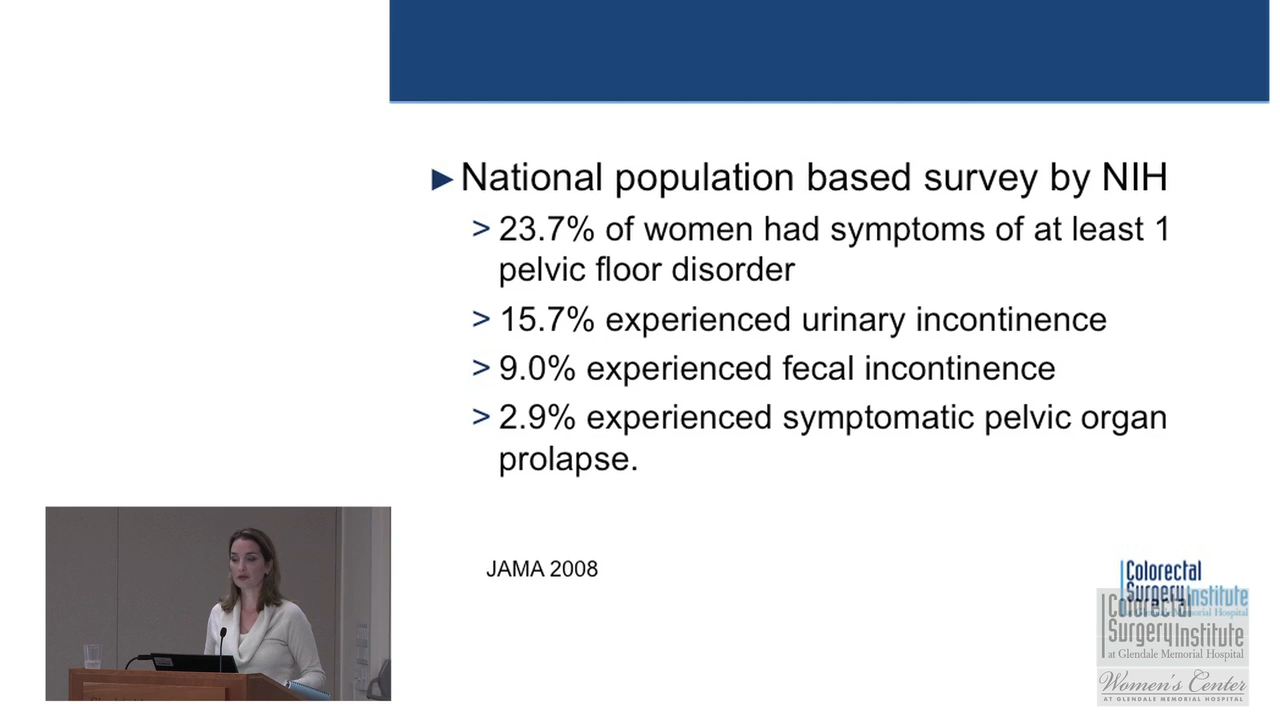 ►National population based survey by NIH
> 23.7% of women had symptoms of at least 1
pelvic floor disorder
> 15.7% experienced urinary incontinence
> 9.0% experienced fecal incontinence
> 2.9% experienced symptomatic pelvic organ
prolapse.
JAMA 2008
Colorectal
Surgery Institute
Memorial Hospital
Colorectal
Surgery Institute
at Glendale Memorial Hospital
Women's Center
AT GLENDALE MEMORIAL HOSPITAL